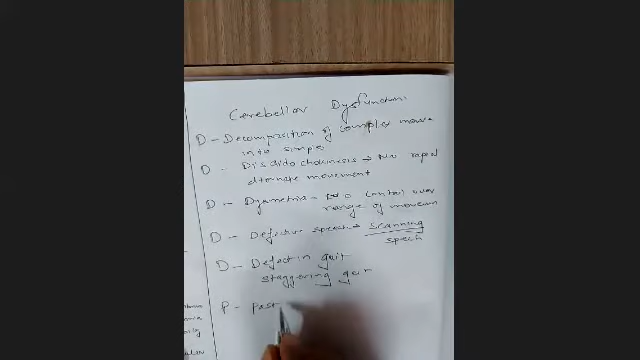 Cerebellar Dysfunction
D - Decomposition of complex move
into simple
D - Disdidochokinesis → No rapid
alternate movement
D - Dysmetria - No control over
range of movement
D - Defective speech → scanning
speech
D - Defect in gait
staggering gait
P - Past